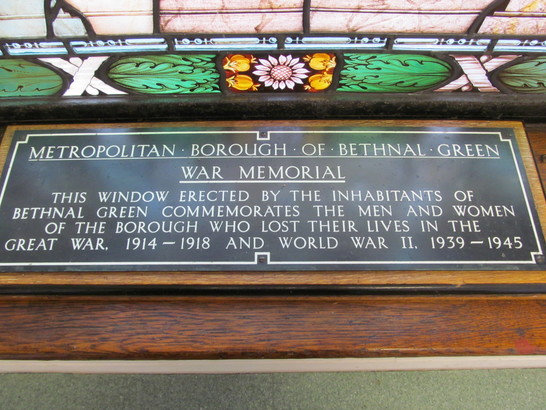 METROPOLITAN · BOROUGH · OF · BETHNAL · GREEN
WAR MEMORIAL
THIS WINDOW ERECTED BY THE INHABITANTS OF
BETHNAL GREEN COMMEMORATES THE MEN AND WOMEN
OF THE BOROUGH WHO LOST THEIR LIVES IN THE
GREAT WAR, 1914—1918 AND WORLD WAR II, 1939—1945